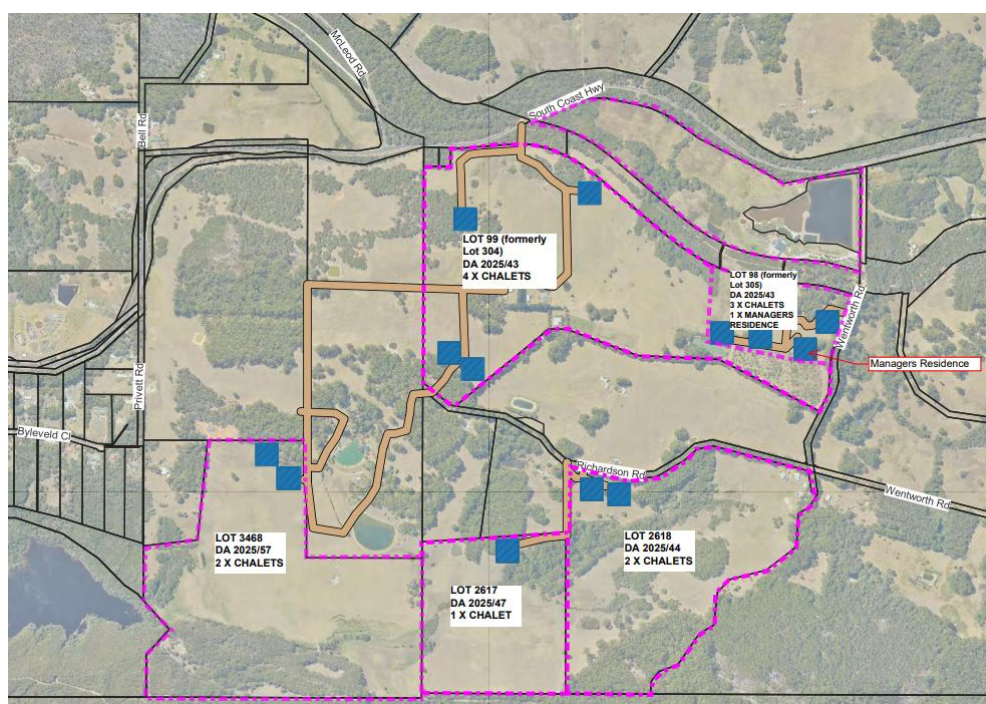 McLeod Rd
South Coast Hwy
Bell Rd
LOT 99 (formerly
Lot 304)
DA 2025/43
4 X CHALETS
LOT 98 (formerly
Lot 305)
DA 2025/43
3 X CHALETS
1 X MANAGERS
RESIDENCE
Wentworth Rd
Managers Residence
Privett Rd
Byleveld Cl
Richardson Rd
Wentworth Rd
LOT 3468
DA 2025/57
2 X CHALETS
LOT 2618
DA 2025/44
2 X CHALETS
LOT 2617
DA 2025/47
1 X CHALET